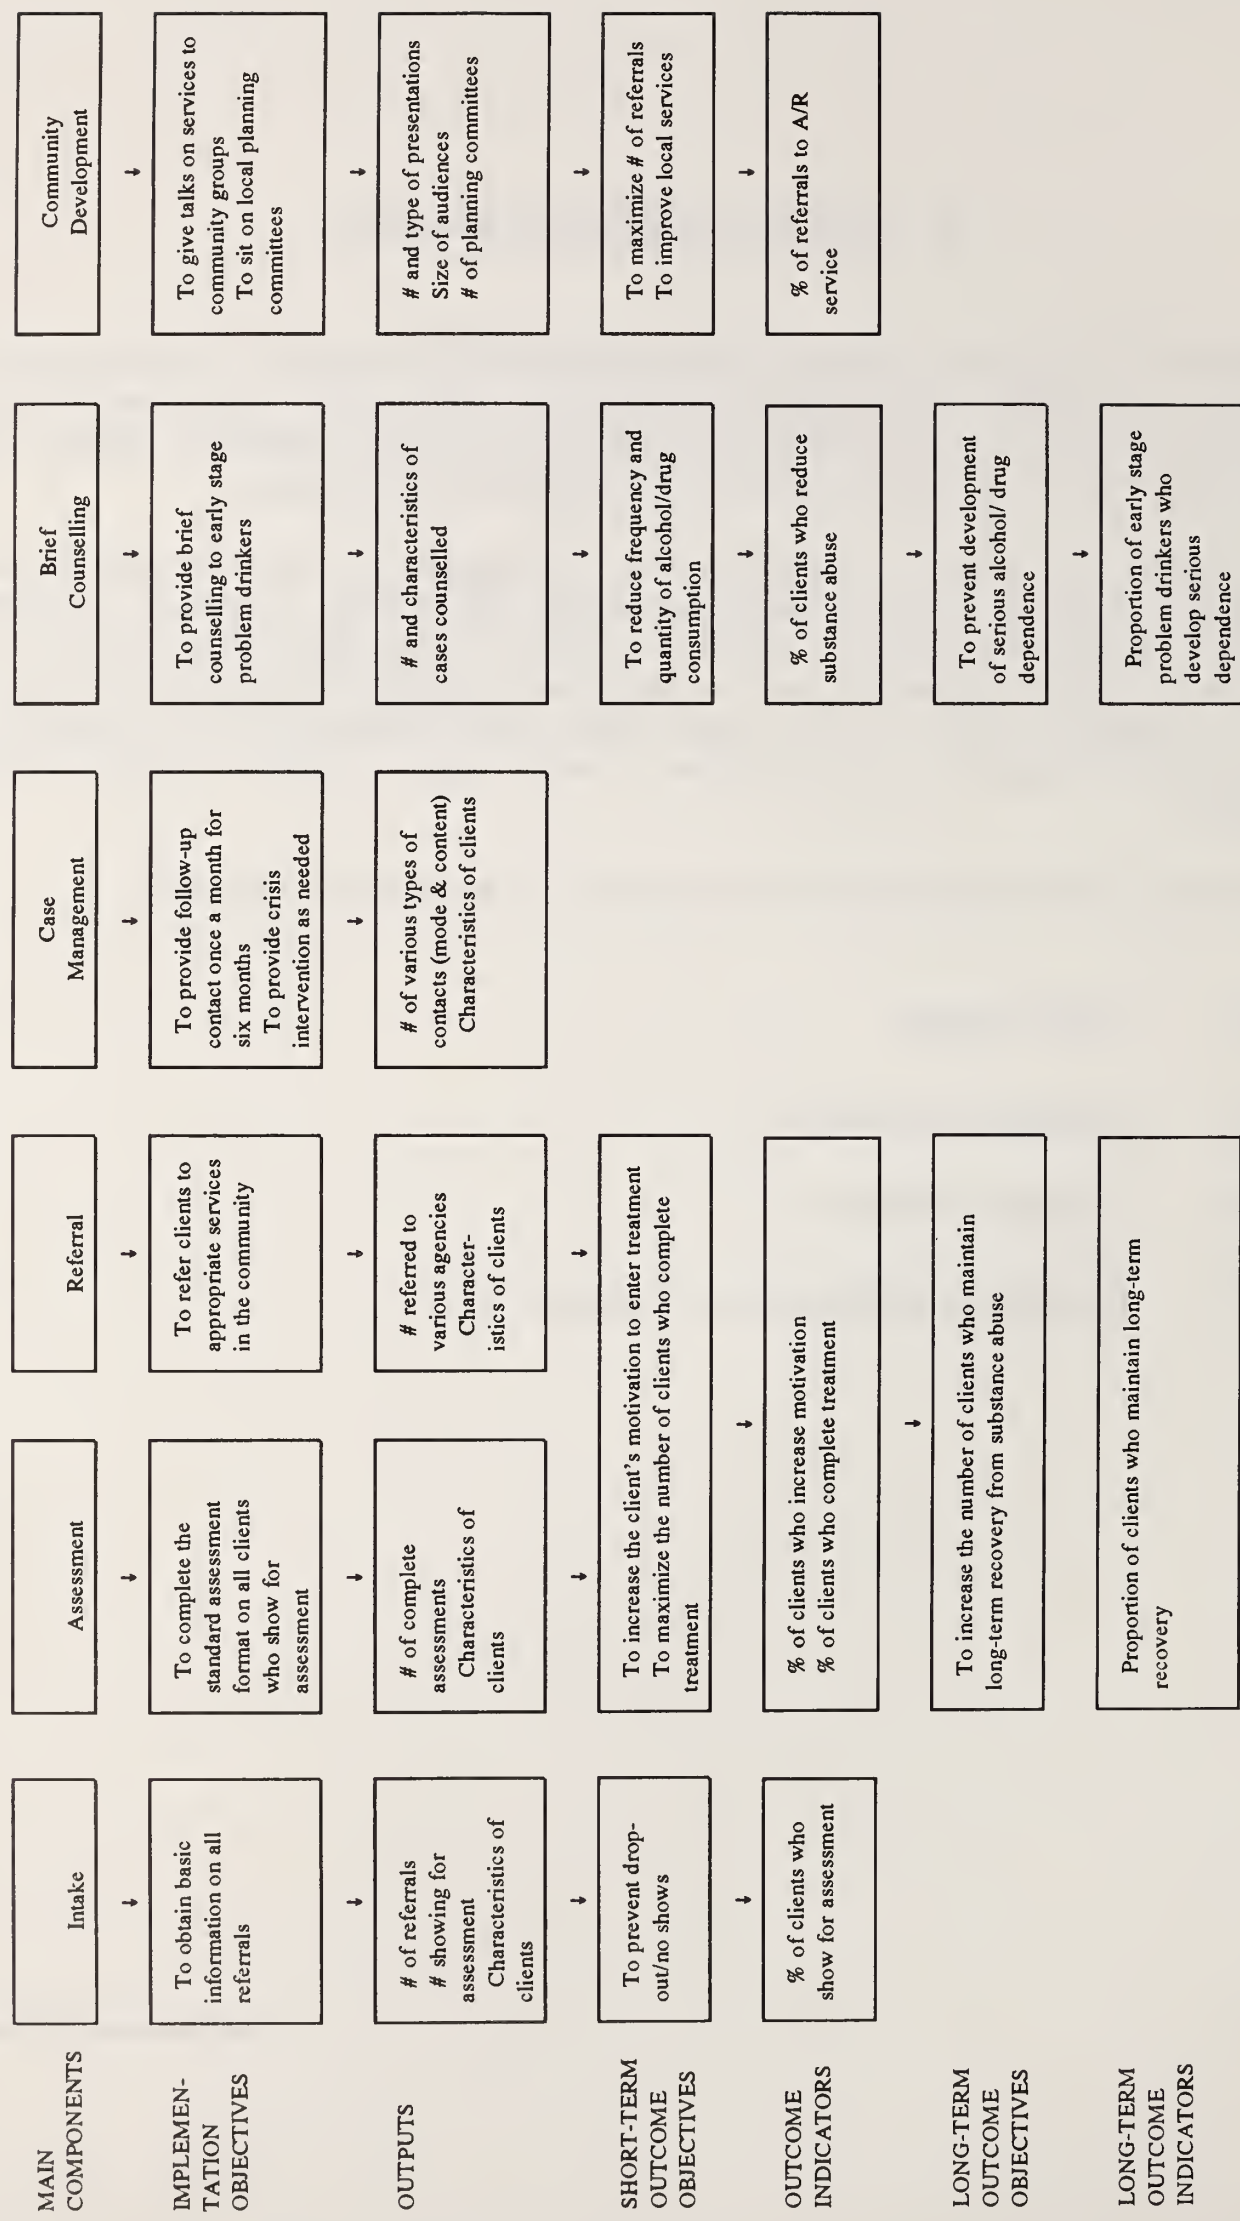 MAIN
COMPONENTS
Intake
Assessment
Referral
Case
Management
Brief
Counselling
Community
Development
IMPLEMEN-
TATION
OBJECTIVES
To obtain basic
information on all
referrals
To complete the
standard assessment
format on all clients
who show for
assessment
To refer clients to
appropriate services
in the community
To provide follow-up
contact once a month for
six months
To provide crisis
intervention as needed
To provide brief
counselling to early stage
problem drinkers
To give talks on services to
community groups
To sit on local planning
committees
OUTPUTS
# of referrals
# showing for
assessment
Characteristics of
clients
# of complete
assessments
Characteristics of
clients
# referred to
various agencies
Character-
istics of clients
# of various types of
contacts (mode & content)
Characteristics of clients
# and characteristics of
cases counselled
# and type of presentations
Size of audiences
# of planning committees
SHORT-TERM
OUTCOME
OBJECTIVES
To prevent drop-
out/no shows
To increase the client's motivation to enter treatment
To maximize the number of clients who complete
treatment
To reduce frequency and
quantity of alcohol/drug
consumption
To maximize # of referrals
To improve local services
OUTCOME
INDICATORS
% of clients who
show for assessment
% of clients who increase motivation
% of clients who complete treatment
% of clients who reduce
substance abuse
% of referrals to A/R
service
LONG-TERM
OUTCOME
OBJECTIVES
To increase the number of clients who maintain
long-term recovery from substance abuse
To prevent development
of serious alcohol/ drug
dependence
LONG-TERM
OUTCOME
INDICATORS
Proportion of clients who maintain long-term
recovery
Proportion of early stage
problem drinkers who
develop serious
dependence